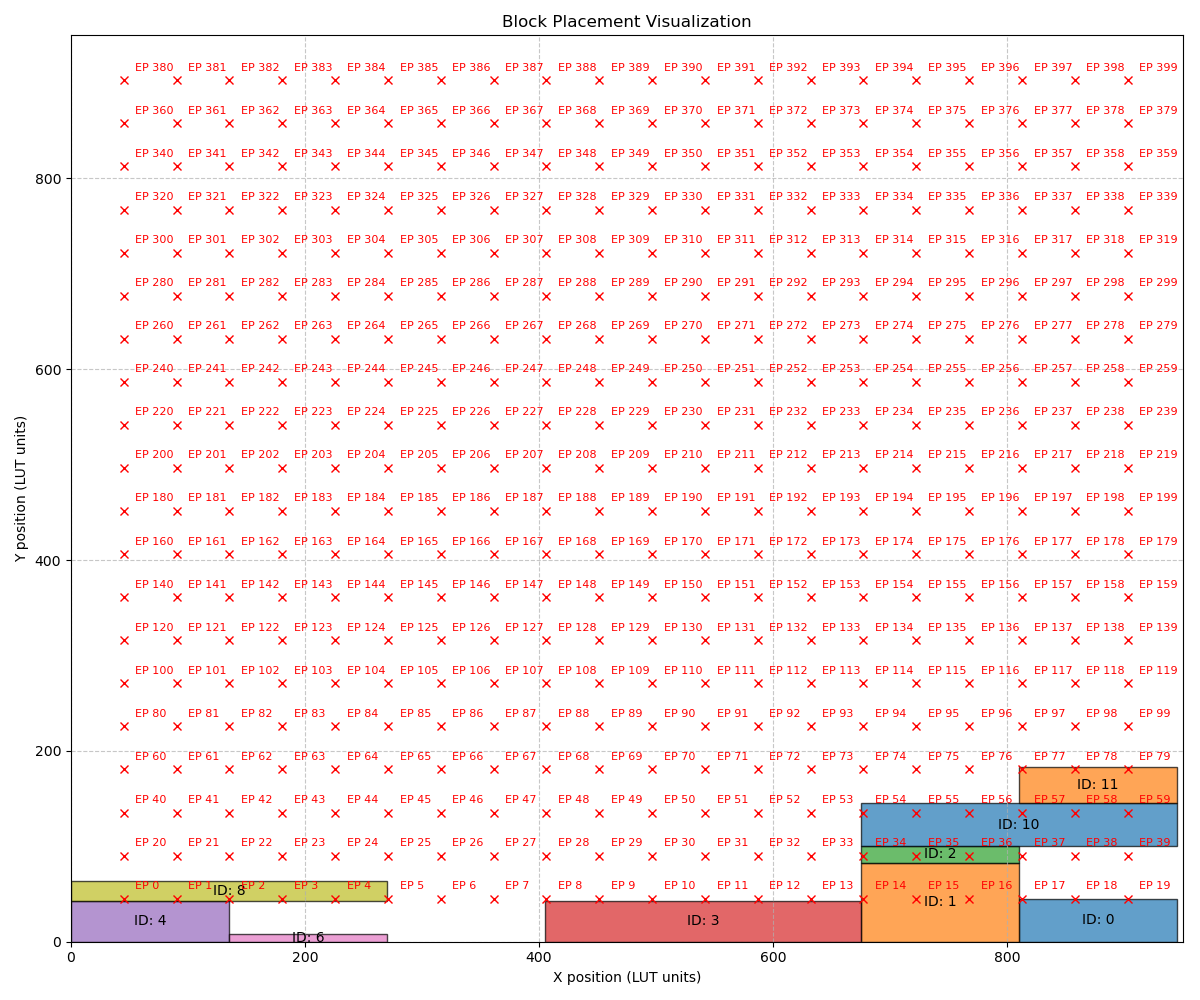 Block Placement Visualization
EP 380 EP 381 EP 382 EP 383 EP 384 EP 385 EP 386 EP 387 EP 388 EP 389 EP 390 EP 391 EP 392 EP 393 EP 394 EP 395 EP 396 EP 397 EP 398 EP 399
EP 360 EP 361 EP 362 EP 363 EP 364 EP 365 EP 366 EP 367 EP 368 EP 369 EP 370 EP 371 EP 372 EP 373 EP 374 EP 375 EP 376 EP 377 EP 378 EP 379
EP 340 EP 341 EP 342 EP 343 EP 344 EP 345 EP 346 EP 347 EP 348 EP 349 EP 350 EP 351 EP 352 EP 353 EP 354 EP 355 EP 356 EP 357 EP 358 EP 359
800
EP 320 EP 321 EP 322 EP 323 EP 324 EP 325 EP 326 EP 327 EP 328 EP 329 EP 330 EP 331 EP 332 EP 333 EP 334 EP 335 EP 336 EP 337 EP 338 EP 339
EP 300 EP 301 EP 302 EP 303 EP 304 EP 305 EP 306 EP 307 EP 308 EP 309 EP 310 EP 311 EP 312 EP 313 EP 314 EP 315 EP 316 EP 317 EP 318 EP 319
EP 280 EP 281 EP 282 EP 283 EP 284 EP 285 EP 286 EP 287 EP 288 EP 289 EP 290 EP 291 EP 292 EP 293 EP 294 EP 295 EP 296 EP 297 EP 298 EP 299
EP 260 EP 261 EP 262 EP 263 EP 264 EP 265 EP 266 EP 267 EP 268 EP 269 EP 270 EP 271 EP 272 EP 273 EP 274 EP 275 EP 276 EP 277 EP 278 EP 279
600
EP 240 EP 241 EP 242 EP 243 EP 244 EP 245 EP 246 EP 247 EP 248 EP 249 EP 250 EP 251 EP 252 EP 253 EP 254 EP 255 EP 256 EP 257 EP 258 EP 259
EP 220 EP 221 EP 222 EP 223 EP 224 EP 225 EP 226 EP 227 EP 228 EP 229 EP 230 EP 231 EP 232 EP 233 EP 234 EP 235 EP 236 EP 237 EP 238 EP 239
EP 200 EP 201 EP 202 EP 203 EP 204 EP 205 EP 206 EP 207 EP 208 EP 209 EP 210 EP 211 EP 212 EP 213 EP 214 EP 215 EP 216 EP 217 EP 218 EP 219
EP 180 EP 181 EP 182 EP 183 EP 184 EP 185 EP 186 EP 187 EP 188 EP 189 EP 190 EP 191 EP 192 EP 193 EP 194 EP 195 EP 196 EP 197 EP 198 EP 199
400
EP 160 EP 161 EP 162 EP 163 EP 164 EP 165 EP 166 EP 167 EP 168 EP 169 EP 170 EP 171 EP 172 EP 173 EP 174 EP 175 EP 176 EP 177 EP 178 EP 179
EP 140 EP 141 EP 142 EP 143 EP 144 EP 145 EP 146 EP 147 EP 148 EP 149 EP 150 EP 151 EP 152 EP 153 EP 154 EP 155 EP 156 EP 157 EP 158 EP 159
EP 120 EP 121 EP 122 EP 123 EP 124 EP 125 EP 126 EP 127 EP 128 EP 129 EP 130 EP 131 EP 132 EP 133 EP 134 EP 135 EP 136 EP 137 EP 138 EP 139
EP 100 EP 101 EP 102 EP 103 EP 104 EP 105 EP 106 EP 107 EP 108 EP 109 EP 110 EP 111 EP 112 EP 113 EP 114 EP 115 EP 116 EP 117 EP 118 EP 119
EP 80 EP 81 EP 82 EP 83 EP 84 EP 85 EP 86 EP 87 EP 88 EP 89 EP 90 EP 91 EP 92 EP 93 EP 94 EP 95 EP 96 EP 97 EP 98 EP 99
200
EP 60 EP 61 EP 62 EP 63 EP 64 EP 65 EP 66 EP 67 EP 68 EP 69 EP 70 EP 71 EP 72 EP 73 EP 74 EP 75 EP 76 EP 77 EP 78 EP 79
ID: 11
EP 40 EP 41 EP 42 EP 43 EP 44 EP 45 EP 46 EP 47 EP 48 EP 49 EP 50 EP 51 EP 52 EP 53 EP 54 EP 55 EP 56 EP 57 EP 58 EP 59
ID: 10
EP 20 EP 21 EP 22 EP 23 EP 24 EP 25 EP 26 EP 27 EP 28 EP 29 EP 30 EP 31 EP 32 EP 33 EP 34 EP 35 EP 36 EP 37 EP 38 EP 39
ID: 2
EP 0 EP 1 EP 2 EP 3 EP 4 EP 5 EP 6 EP 7 EP 8 EP 9 EP 10 EP 11 EP 12 EP 13 EP 14 EP 15 EP 16 EP 17 EP 18 EP 19
ID: 8
ID: 1
ID: 4 ID: 3 ID: 0
ID: 6
0
0 200 400 600 800
X position (LUT units)
Y position (LUT units)